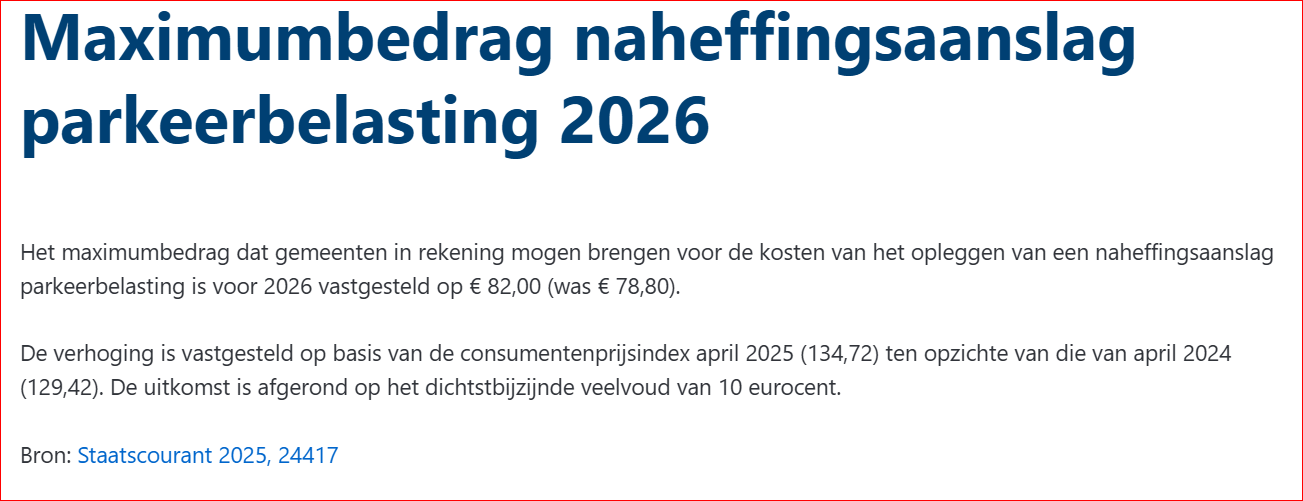 Maximumbedrag naheffingsaanslag
parkeerbelasting 2026
Het maximumbedrag dat gemeenten in rekening mogen brengen voor de kosten van het opleggen van een naheffingsaanslag
parkeerbelasting is voor 2026 vastgesteld op € 82,00 (was € 78,80).
De verhoging is vastgesteld op basis van de consumentenprijsindex april 2025 (134,72) ten opzichte van die van april 2024
(129,42). De uitkomst is afgerond op het dichtstbijzijnde veelvoud van 10 eurocent.
Bron: Staatscourant 2025, 24417